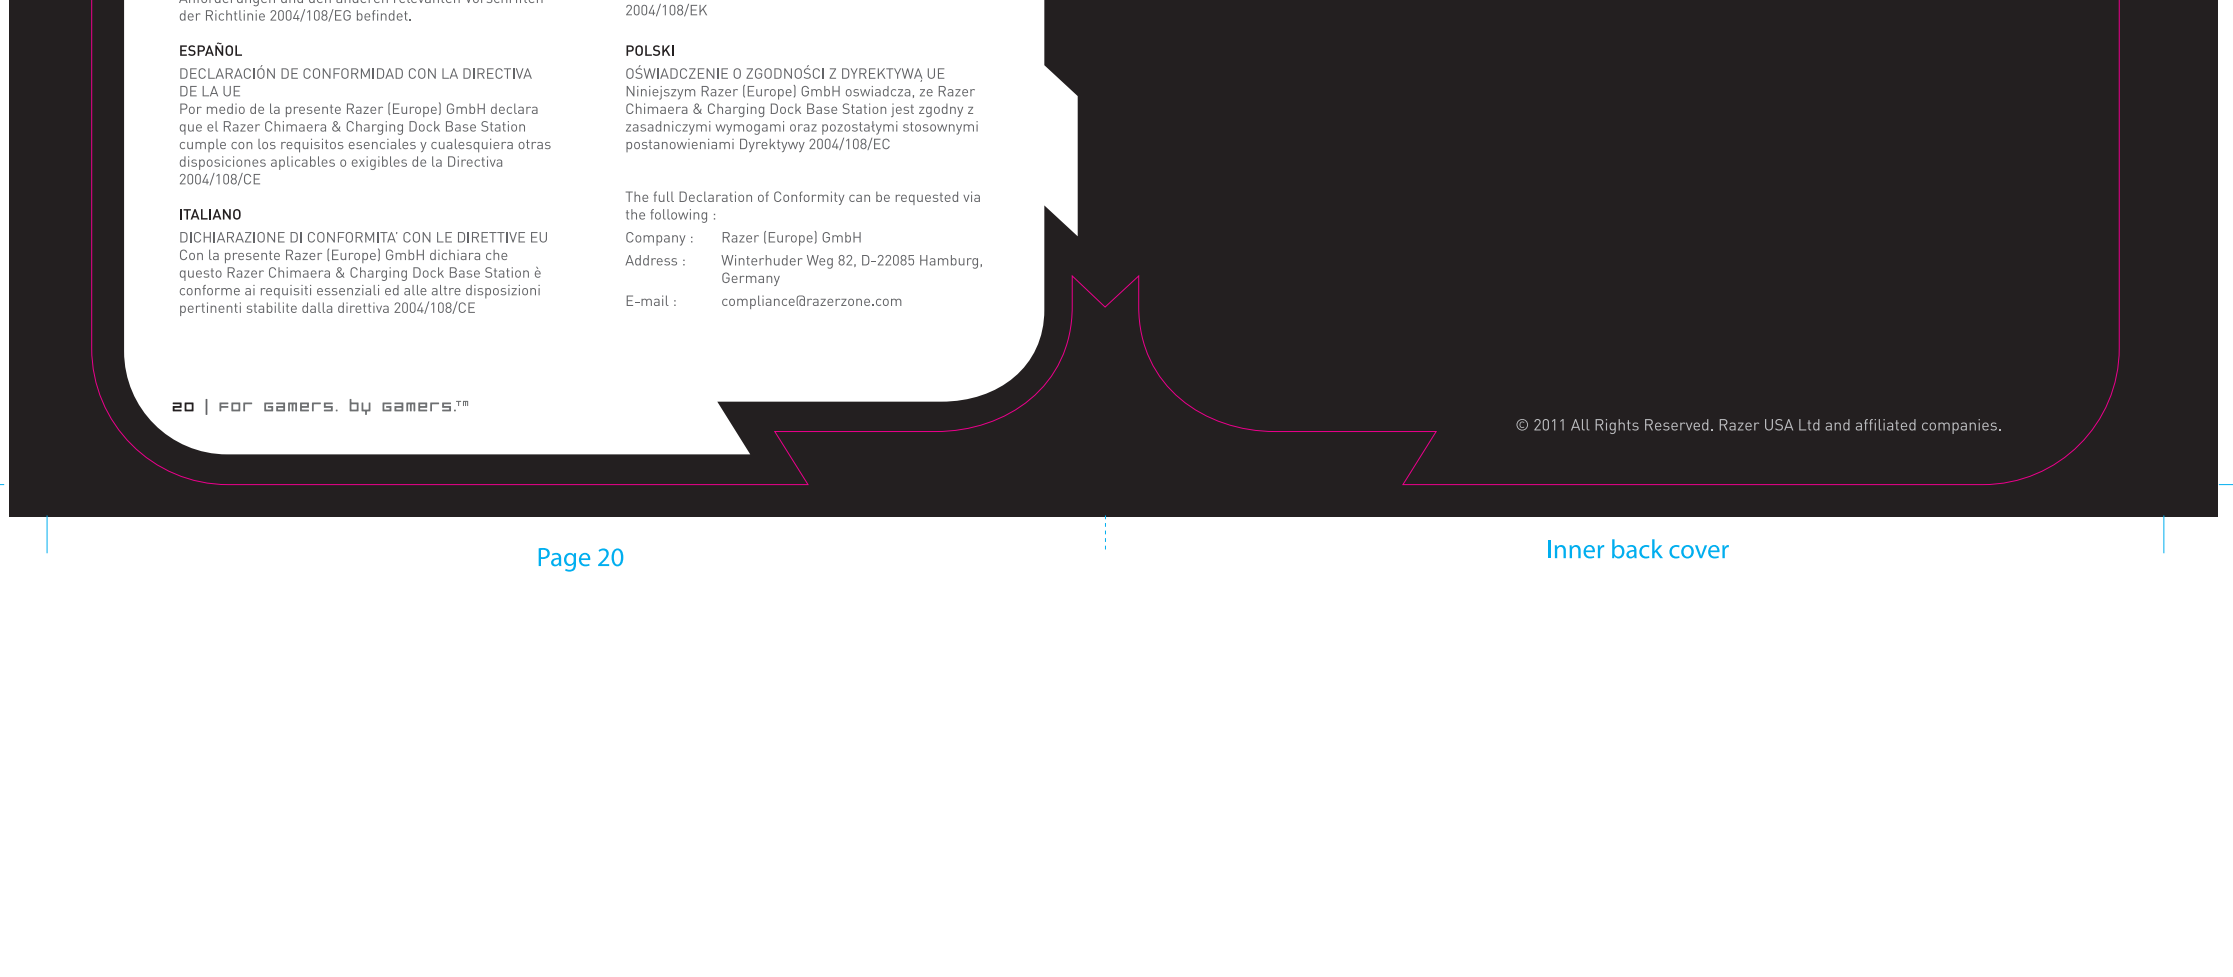 Anforderungen und den anderen relevanten Vorschriften
der Richtlinie 2004/108/EG befindet.
ESPAÑOL
DECLARACIÓN DE CONFORMIDAD CON LA DIRECTIVA
DE LA UE
Por medio de la presente Razer (Europe) GmbH declara
que el Razer Chimaera & Charging Dock Base Station
cumple con los requisitos esenciales y cualesquiera otras
disposiciones aplicables o exigibles de la Directiva
2004/108/CE
ITALIANO
DICHIARAZIONE DI CONFORMITA' CON LE DIRETTIVE EU
Con la presente Razer (Europe) GmbH dichiara che
questo Razer Chimaera & Charging Dock Base Station è
conforme ai requisiti essenziali ed alle altre disposizioni
pertinenti stabilite dalla direttiva 2004/108/CE
2004/108/EK
POLSKI
OŚWIADCZENIE O ZGODNOŚCI Z DYREKTYWĄ UE
Niniejszym Razer (Europe) GmbH oswiadcza, ze Razer
Chimaera & Charging Dock Base Station jest zgodny z
zasadniczymi wymogami oraz pozostałymi stosownymi
postanowieniami Dyrektywy 2004/108/EC
The full Declaration of Conformity can be requested via
the following :
Company : Razer (Europe) GmbH
Address : Winterhuder Weg 82, D-22085 Hamburg,
Germany
E-mail : compliance@razerzone.com
20 | For Gamers. By Gamers.™
© 2011 All Rights Reserved. Razer USA Ltd and affiliated companies.
Page 20
Inner back cover